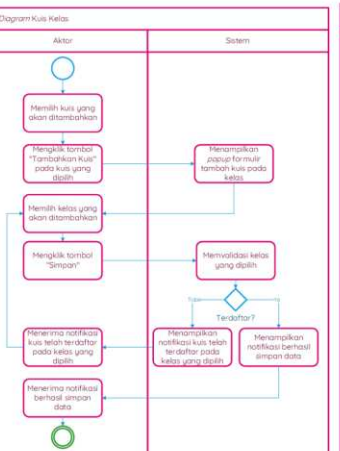 Diagram Kuis Kelas
Aktor
Sistem
Memilih kuis yang
akan ditambahkan
Mengklik tombol
"Tambahkan Kuis"
pada kuis yang
dipilih
Menampilkan
popup formulir
tambah kuis pada
kelas
Memilih kelas yang
akan ditambahkan
Mengklik tombol
"Simpan"
Memvalidasi kelas
yang dipilih
Terdaftar?
Menerima notifikasi
kuis telah terdaftar
pada kelas yang
dipilih
Menampilkan
notifikasi kuis telah
terdaftar pada
kelas yang dipilih
Menampilkan
notifikasi berhasil
simpan data
Menerima notifikasi
berhasil simpan
data